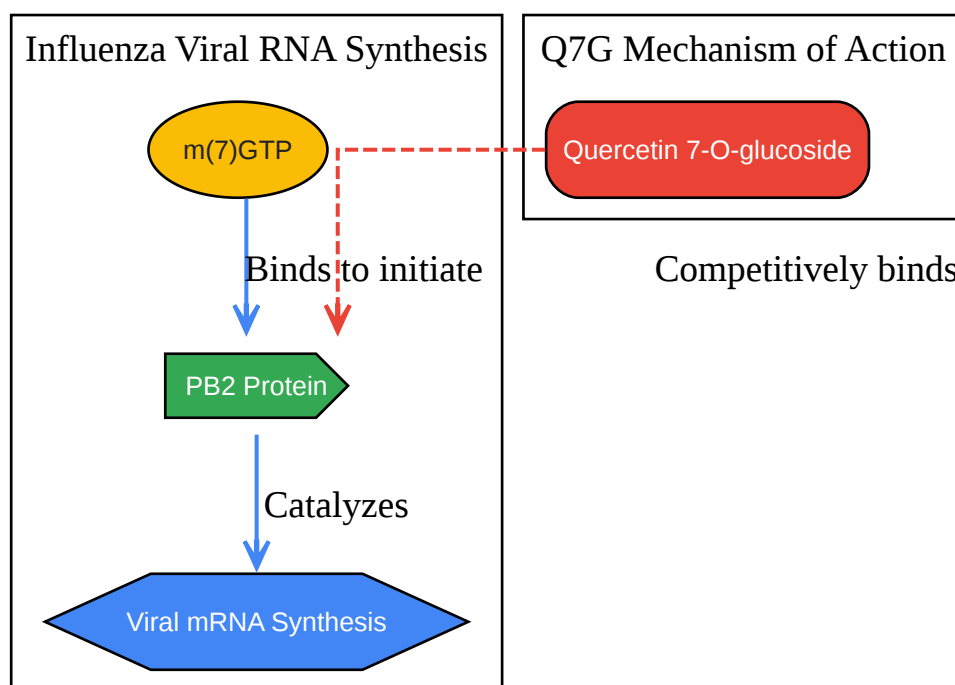 Influenza Viral RNA Synthesis
Q7G Mechanism of Action
m(7)GTP
Quercetin 7-O-glucoside
Binds to initiate
Competitively binds
PB2 Protein
Catalyzes
Viral mRNA Synthesis